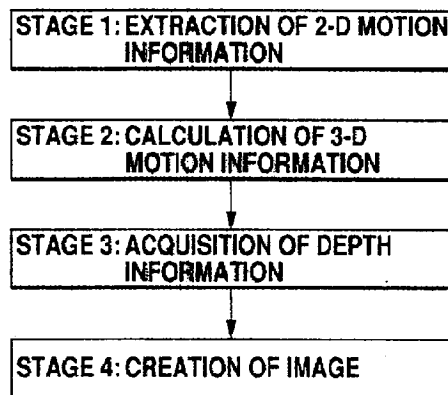 STAGE 1: EXTRACTION OF 2-D MOTION
INFORMATION
STAGE 2: CALCULATION OF 3-D
MOTION INFORMATION
STAGE 3: ACQUISITION OF DEPTH
INFORMATION
STAGE 4: CREATION OF IMAGE